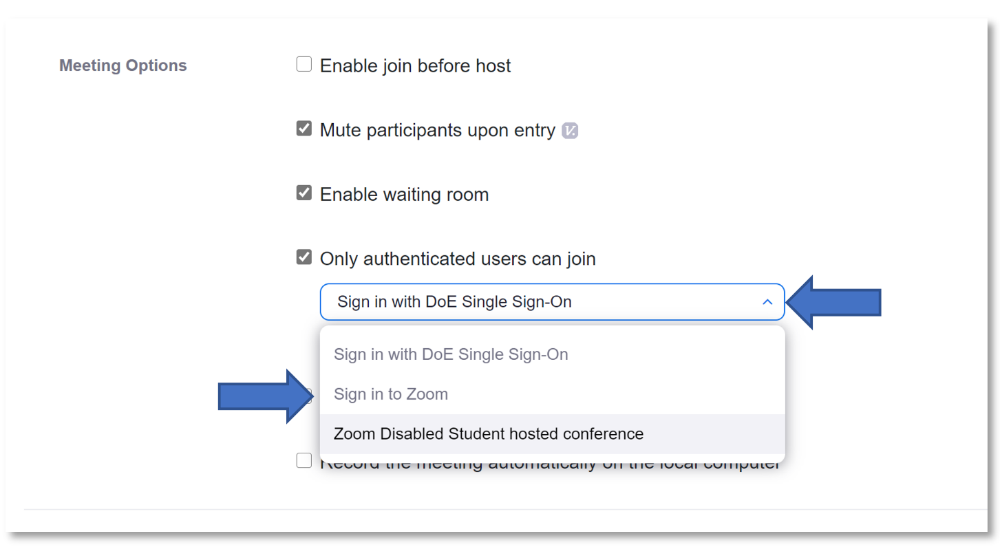 Meeting Options
Enable join before host
Mute participants upon entry V.
Enable waiting room
Only authenticated users can join
Sign in with DoE Single Sign-On
Sign in with DoE Single Sign-On
Sign in to Zoom
Zoom Disabled Student hosted conference
Record the meeting automatically on the local computer